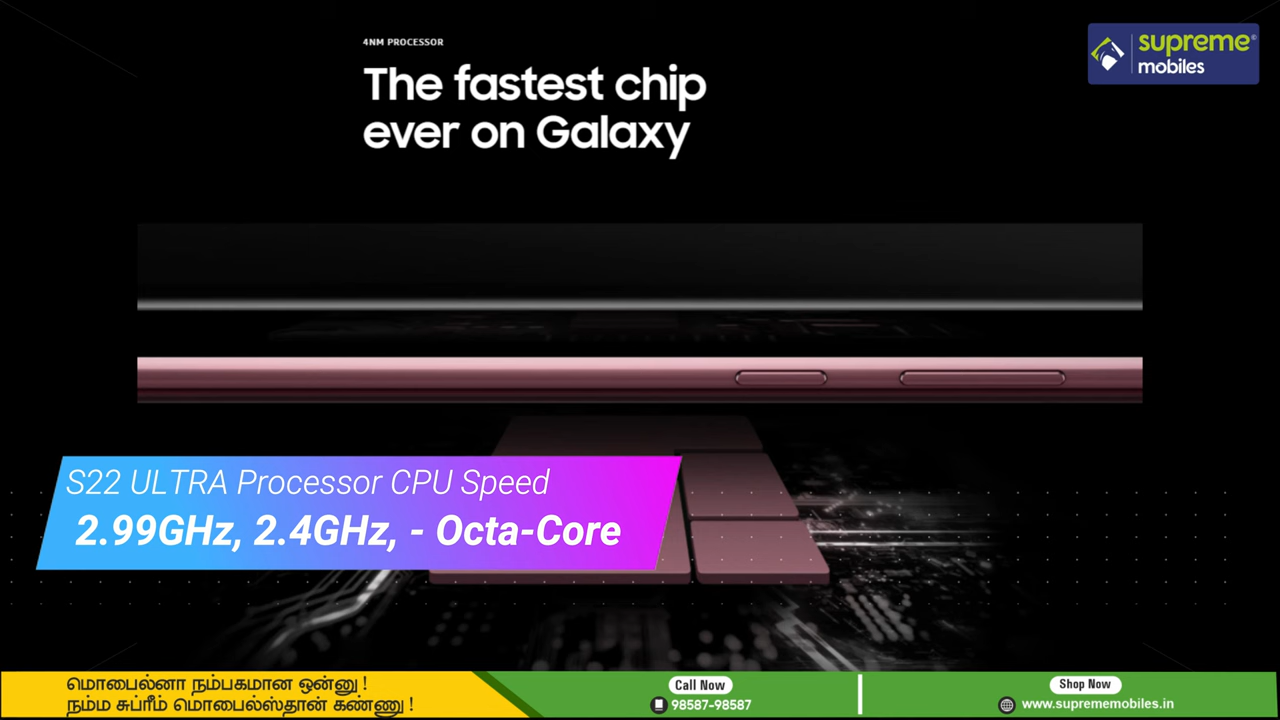 4NM PROCESSOR
The fastest chip
ever on Galaxy
supreme®
mobiles
S22 ULTRA Processor CPU Speed
2.99GHz, 2.4GHz, - Octa-Core
மொபைல்னா நம்பகமான ஒன்னு !
நம்ம சுப்ரீம் மொபைல்ஸ்தான் கண்ணு !
Call Now
98587-98587
Shop Now
www.suprememobiles.in